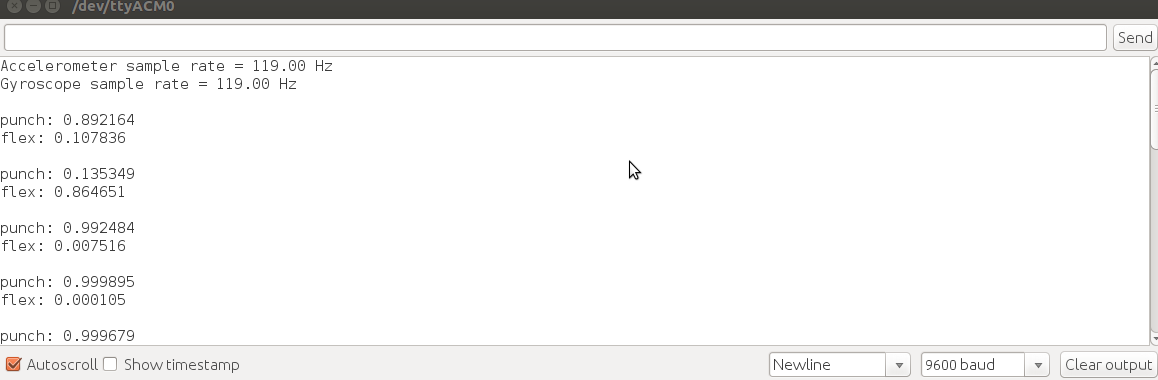 /dev/ttyACM0
Send
Accelerometer sample rate = 119.00 Hz
Gyroscope sample rate = 119.00 Hz
punch: 0.892164
flex: 0.107836
punch: 0.135349
flex: 0.864651
punch: 0.992484
flex: 0.007516
punch: 0.999895
flex: 0.000105
punch: 0.999679
Autoscroll Show timestamp Newline 9600 baud Clear output